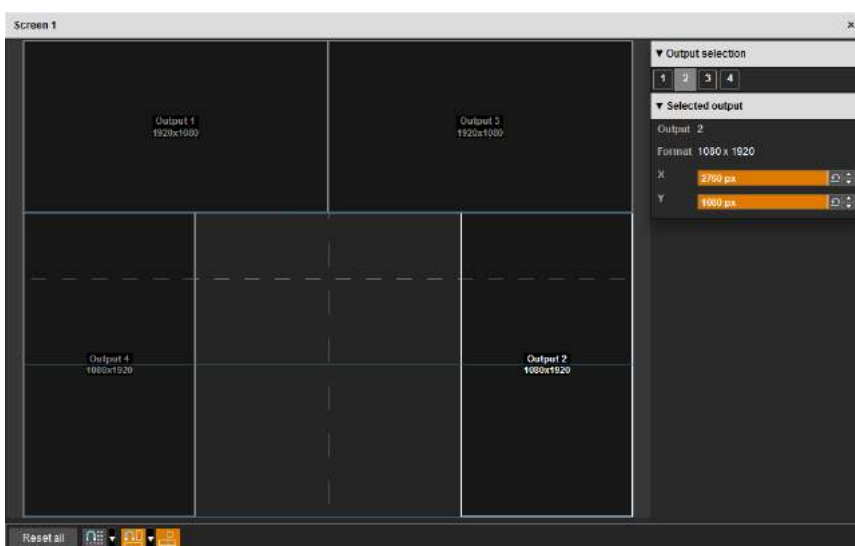 Screen 1
×
▼ Output selection
1 2 3 4
▼ Selected output
Output 2
Format 1080 x 1920
X 2760 px
Y 1080 px
Output 1
1920x1080
Output 3
1920x1080
Output 4
1080x1920
Output 2
1080x1920
Reset all